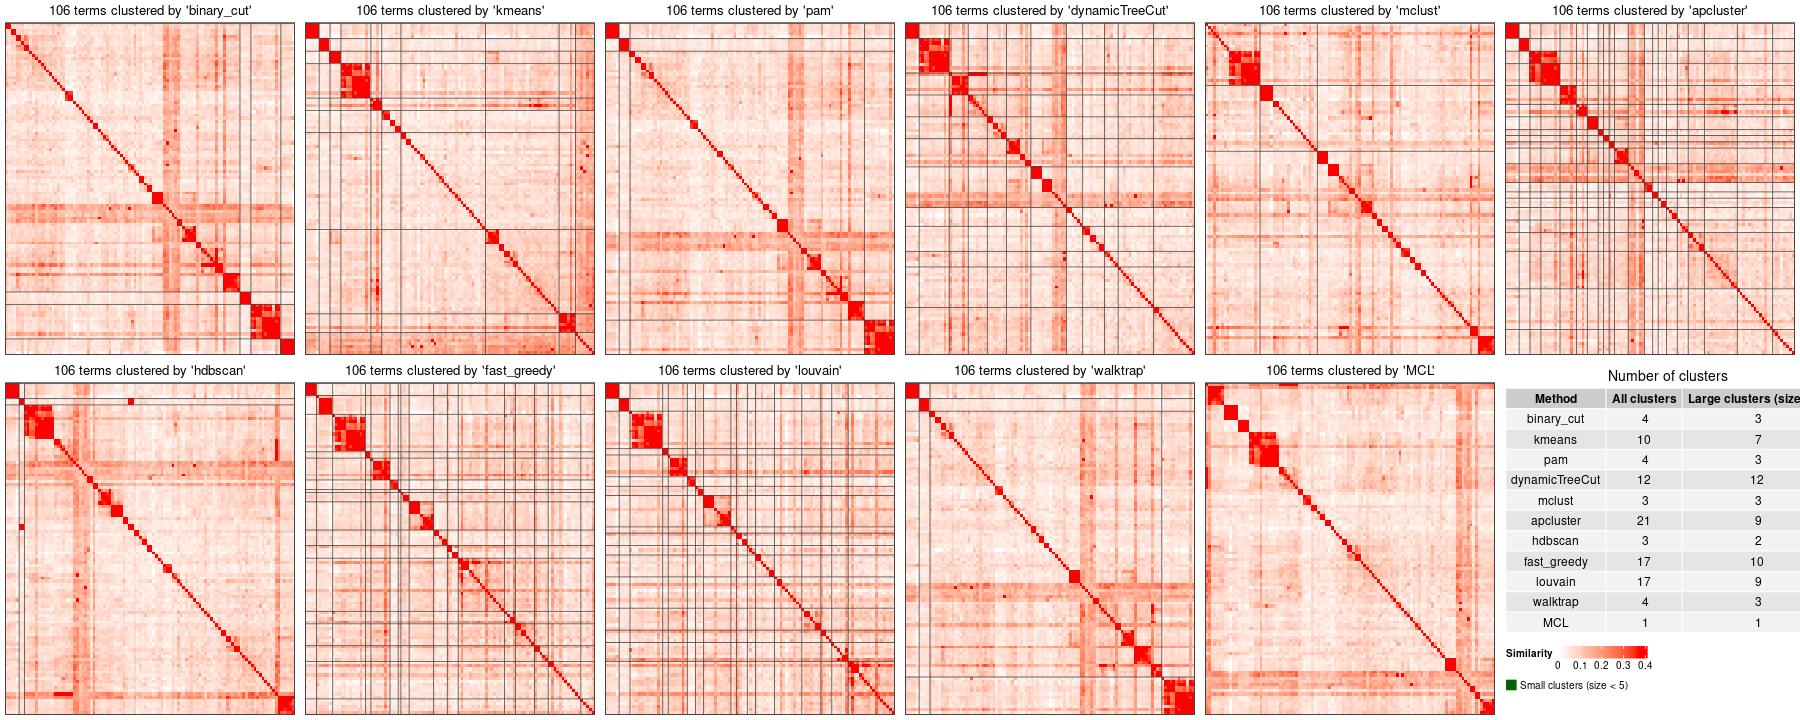 106 terms clustered by 'binary_cut'
106 terms clustered by 'kmeans'
106 terms clustered by 'pam'
106 terms clustered by 'dynamicTreeCut'
106 terms clustered by 'mclust'
106 terms clustered by 'apcluster'
106 terms clustered by 'hdbscan'
106 terms clustered by 'fast_greedy'
106 terms clustered by 'louvain'
106 terms clustered by 'walktrap'
106 terms clustered by 'MCL'
Number of clusters
Method All clusters Large clusters (size
binary_cut 4 3
kmeans 10 7
pam 4 3
dynamicTreeCut 12 12
mclust 3 3
apcluster 21 9
hdbscan 3 2
fast_greedy 17 10
louvain 17 9
walktrap 4 3
MCL 1 1
Similarity
0 0.1 0.2 0.3 0.4
Small clusters (size < 5)